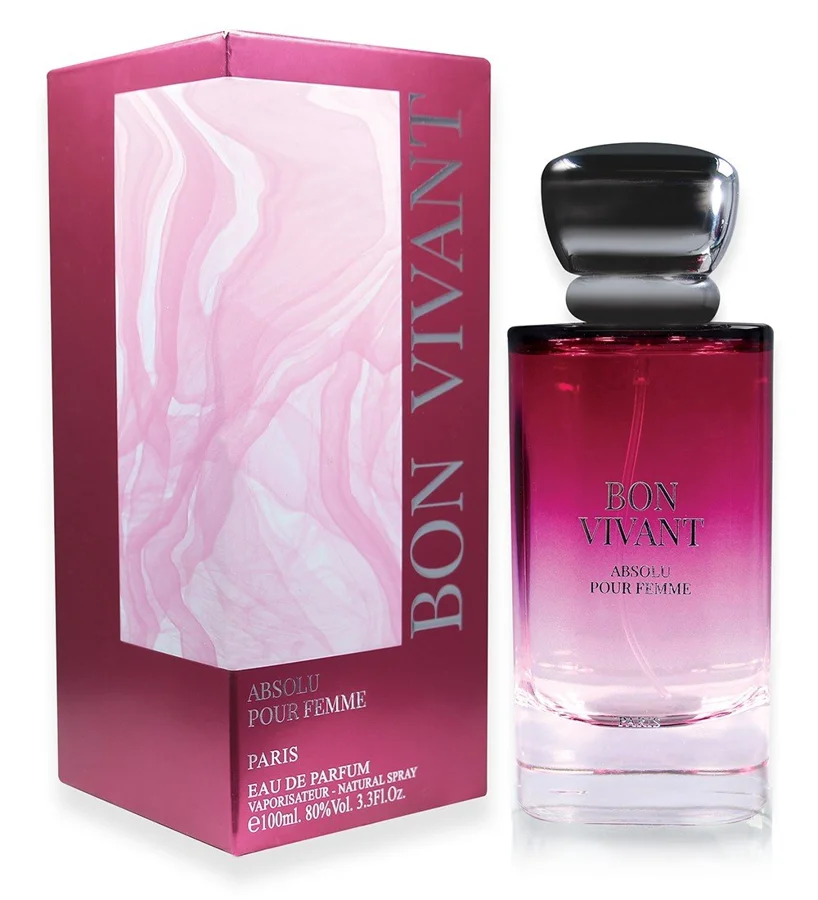 BON VIVANT
ABSOLU
POUR FEMME
PARIS
EAU DE PARFUM
VAPORISATEUR - NATURAL SPRAY
℮100ml. 80%Vol. 3.3Fl.Oz.
BON
VIVANT
ABSOLU
POUR FEMME
PARIS